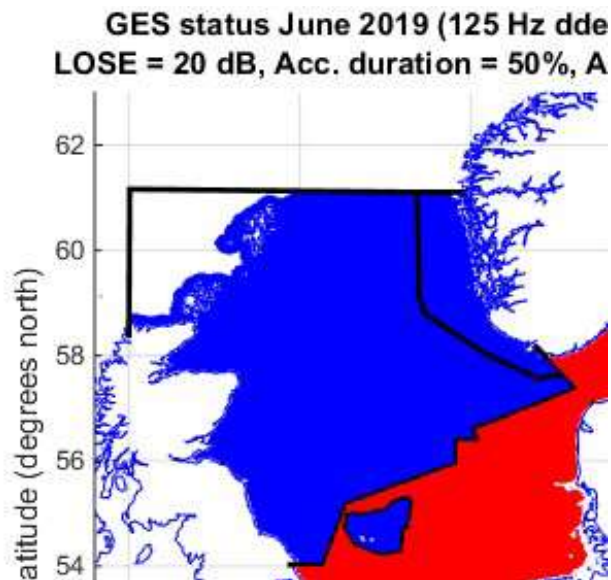 GES status June 2019 (125 Hz dde
LOSE = 20 dB, Acc. duration = 50%, A
62
60
58
56
54
atitude (degrees north)